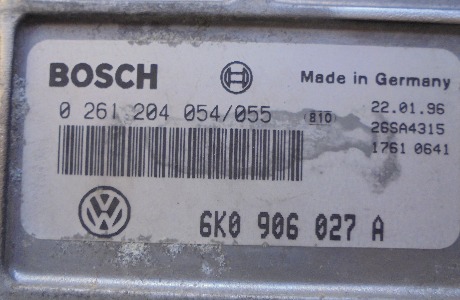 BOSCH Made in Germany
0 261 204 054/055 810 22.01.96
26SA4315
1761 0641
6K0 906 027 A